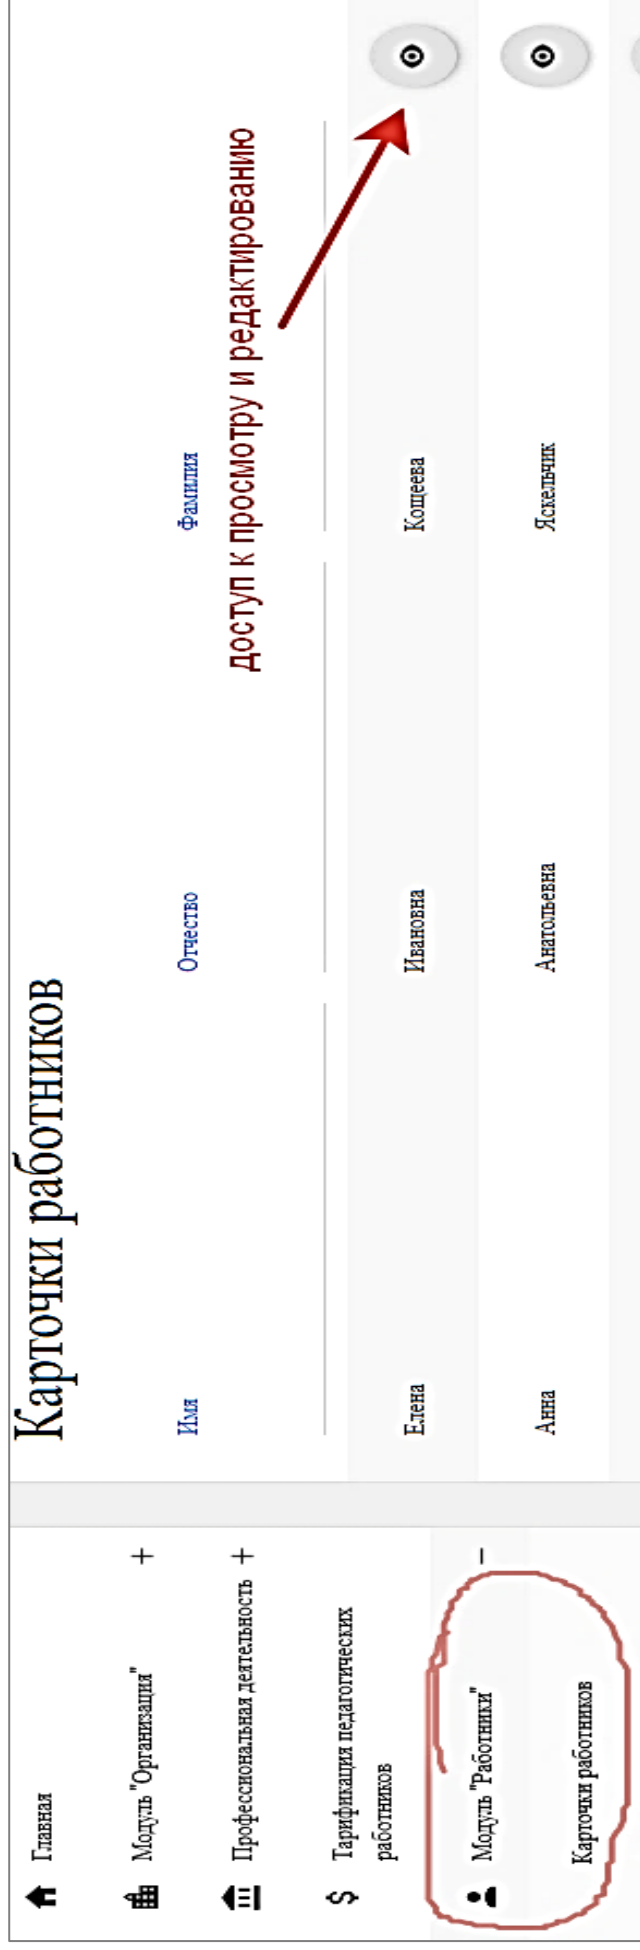 Главная
Модуль "Организация" +
Профессиональная деятельность +
$ Тарификация педагогических
работников
Модуль "Работники" −
Карточки работников
Карточки работников
Имя Отчество Фамилия
доступ к просмотру и редактированию
Елена Ивановна Кощеева
Анна Анатольевна Яскельчик